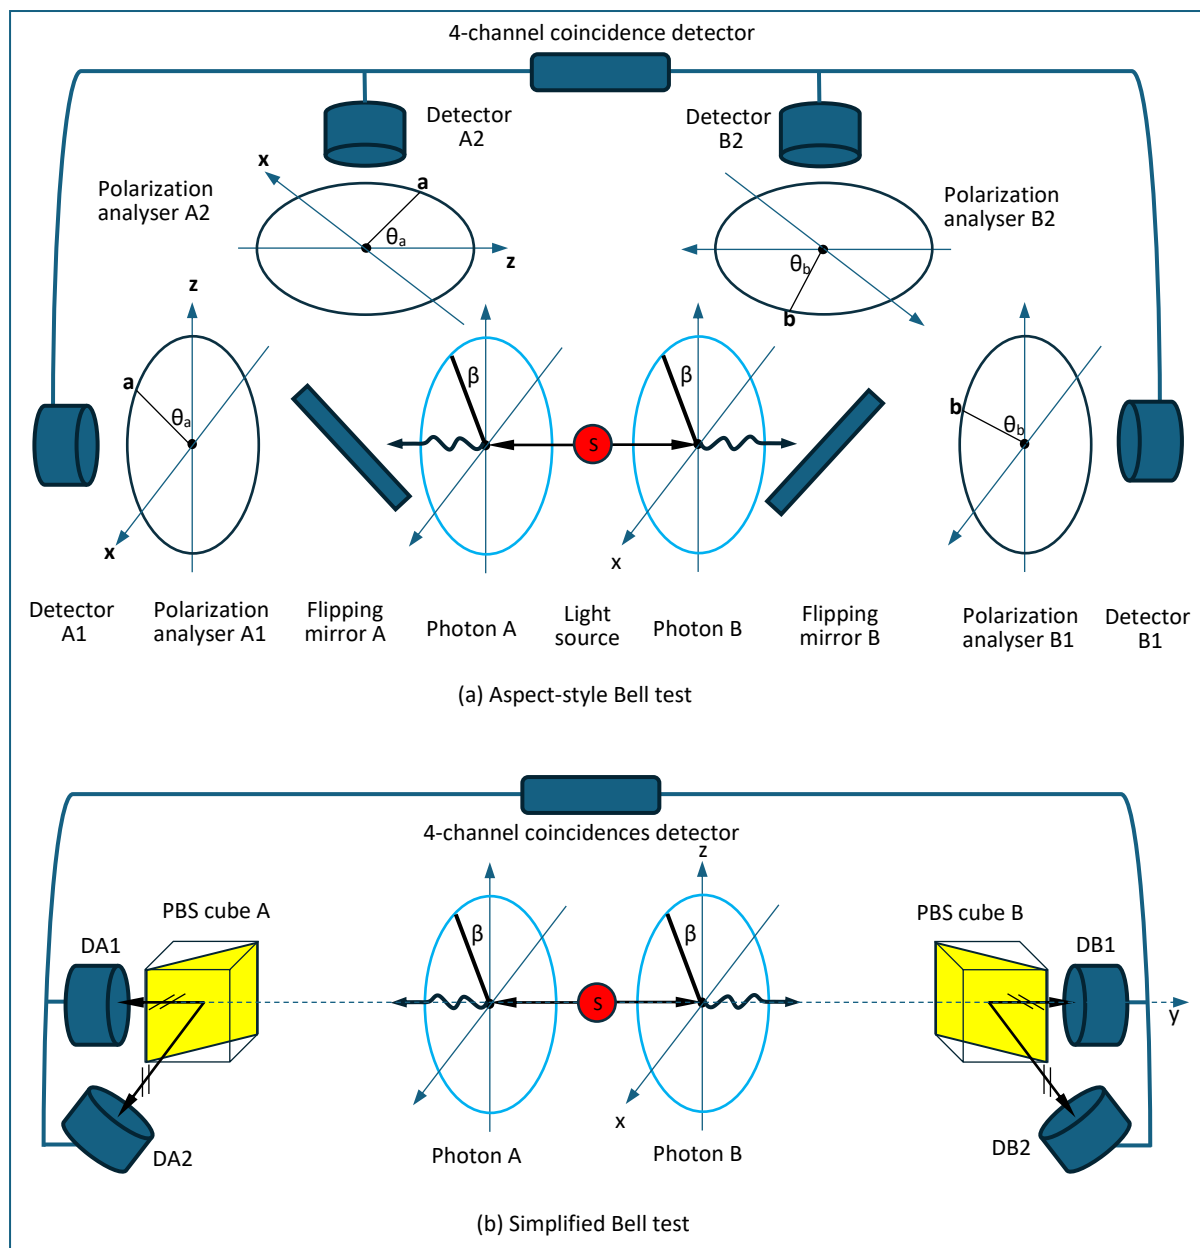 4-channel coincidence detector
Detector
A2
Detector
B2
x
a
Polarization
analyser A2
θa
z
Polarization
analyser B2
θb
b
z
a
θa
x
β
S
β
x
b
θb
Detector
A1
Polarization
analyser A1
Flipping
mirror A
Photon A
Light
source
Photon B
Flipping
mirror B
Polarization
analyser B1
Detector
B1
(a) Aspect-style Bell test
4-channel coincidences detector
z
PBS cube A
PBS cube B
DA1
β
β
DB1
S
y
x
DA2
Photon A
Photon B
DB2
(b) Simplified Bell test